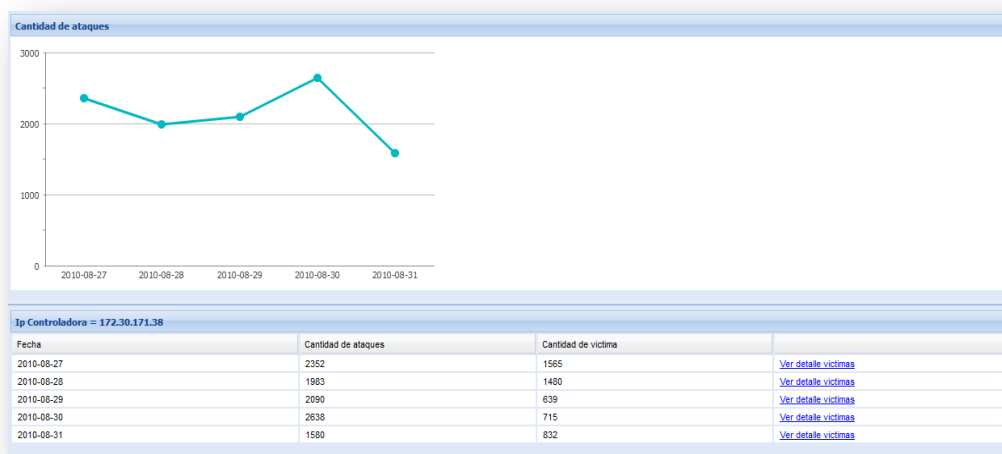 Cantidad de ataques
3000
2000
1000
0
2010-08-27 2010-08-28 2010-08-29 2010-08-30 2010-08-31
Ip Controladora = 172.30.171.38
Fecha Cantidad de ataques Cantidad de victima
2010-08-27 2352 1565 Ver detalle victimas
2010-08-28 1983 1480 Ver detalle victimas
2010-08-29 2090 639 Ver detalle victimas
2010-08-30 2638 715 Ver detalle victimas
2010-08-31 1580 832 Ver detalle victimas